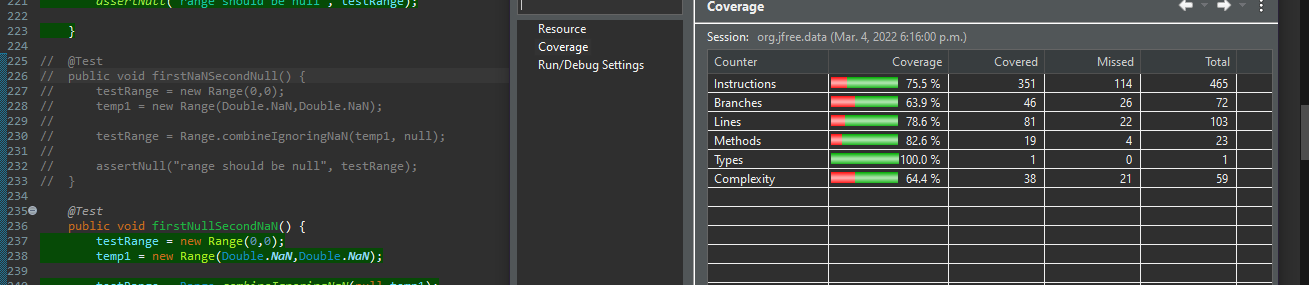 221 assertNull("range should be null", testRange);
222
223 }
224
225 // @Test
226 // public void firstNaNSecondNull() {
227 // testRange = new Range(0,0);
228 // temp1 = new Range(Double.NaN,Double.NaN);
229 //
230 // testRange = Range.combineIgnoringNaN(temp1, null);
231 //
232 // assertNull("range should be null", testRange);
233 // }
234
235 @Test
236 public void firstNullSecondNaN() {
237 testRange = new Range(0,0);
238 temp1 = new Range(Double.NaN,Double.NaN);
239
240 testRange = Range.combineIgnoringNaN(null,temp1);
Resource
Coverage
Run/Debug Settings
Coverage
Session: org.jfree.data (Mar. 4, 2022 6:16:00 p.m.)
Counter Coverage Covered Missed Total
Instructions 75.5 % 351 114 465
Branches 63.9 % 46 26 72
Lines 78.6 % 81 22 103
Methods 82.6 % 19 4 23
Types 100.0 % 1 0 1
Complexity 64.4 % 38 21 59